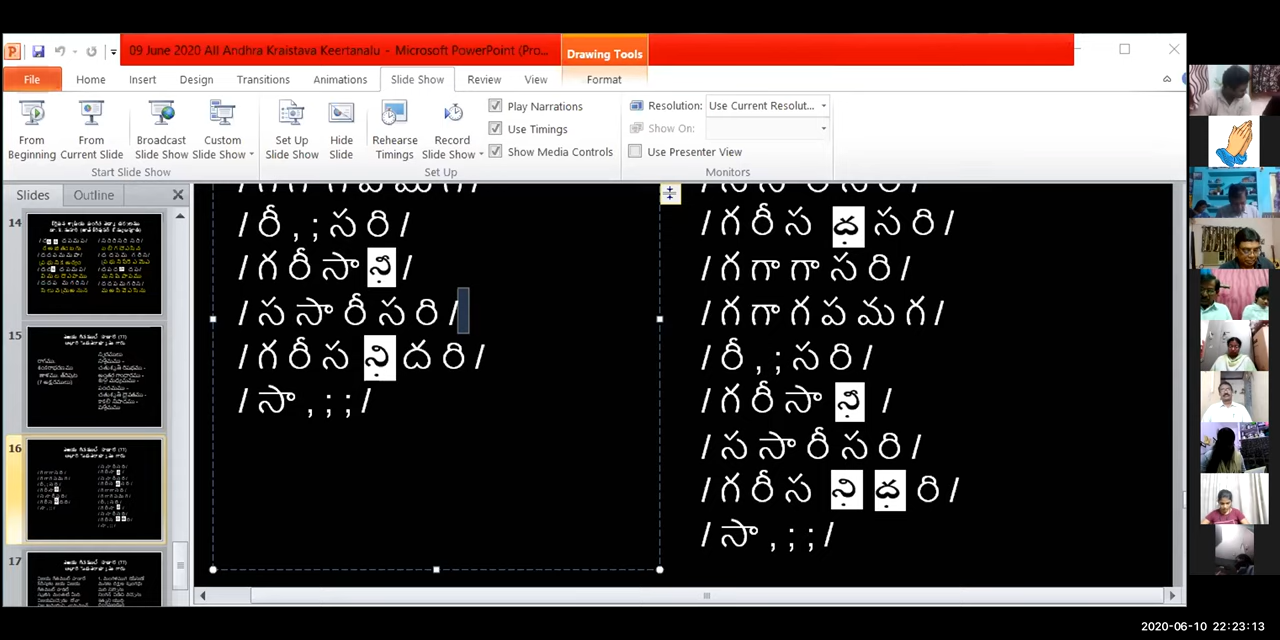 09 June 2020 All Andhra Kraistava Keertanalu - Microsoft PowerPoint (Pro...
Drawing Tools
File Home Insert Design Transitions Animations Slide Show Review View Format
From Beginning
From Current Slide
Broadcast Slide Show
Custom Slide Show
Set Up Slide Show
Hide Slide
Rehearse Timings
Record Slide Show
Play Narrations
Use Timings
Show Media Controls
Resolution: Use Current Resolut...
Show On:
Use Presenter View
Start Slide Show
Set Up
Monitors
Slides Outline
14
15
16
17
/ రీ , ; స రి /
/ గ రీ సా నీ /
/ స సా రీ స రి /
/ గ రీ స ని ద రి /
/ సా , ; ; /
/ గ రీ స ద స రి /
/ గ గా గా స రి /
/ గ గా గ ప మ గ /
/ రీ , ; స రి /
/ గ రీ సా నీ /
/ స సా రీ స రి /
/ గ రీ స ని ద రి /
/ సా , ; ; /
2020-06-10 22:23:13